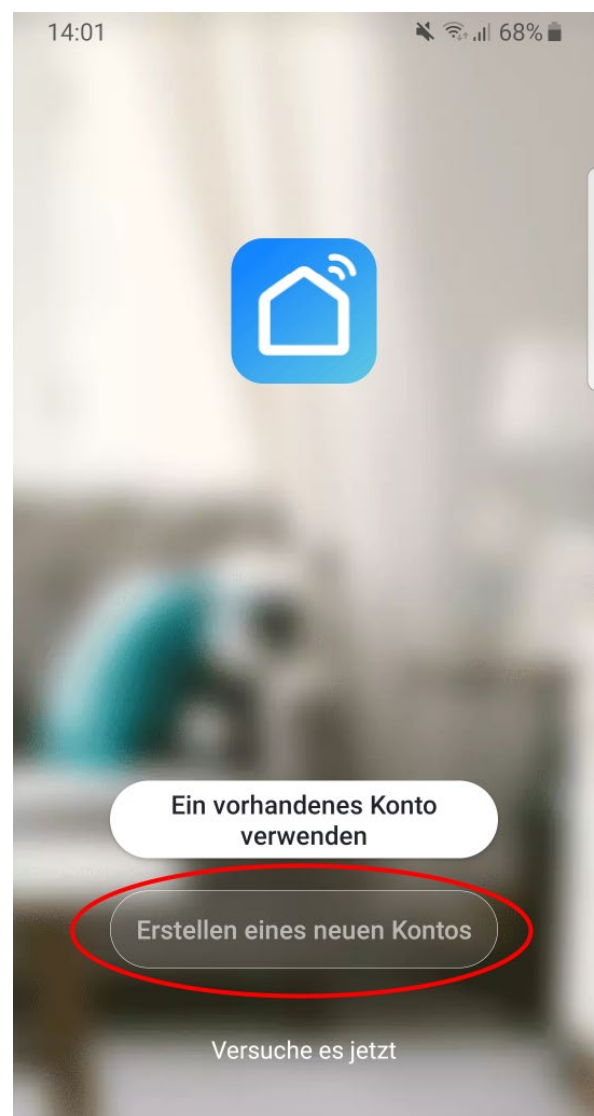 14:01
68%
Ein vorhandenes Konto
verwenden
Erstellen eines neuen Kontos
Versuche es jetzt